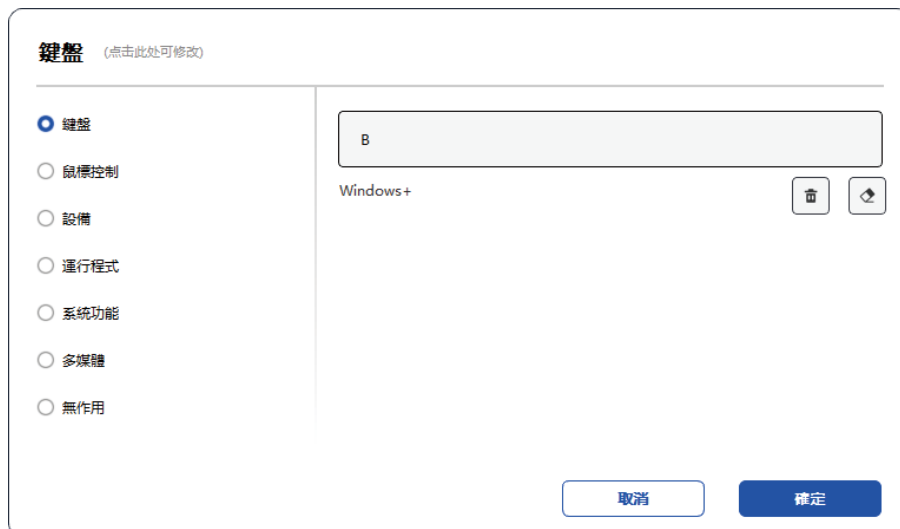 鍵盤 (点击此处可修改)
鍵盤
鼠標控制
設備
運行程式
系统功能
多媒體
無作用
B
Windows+
取消
確定